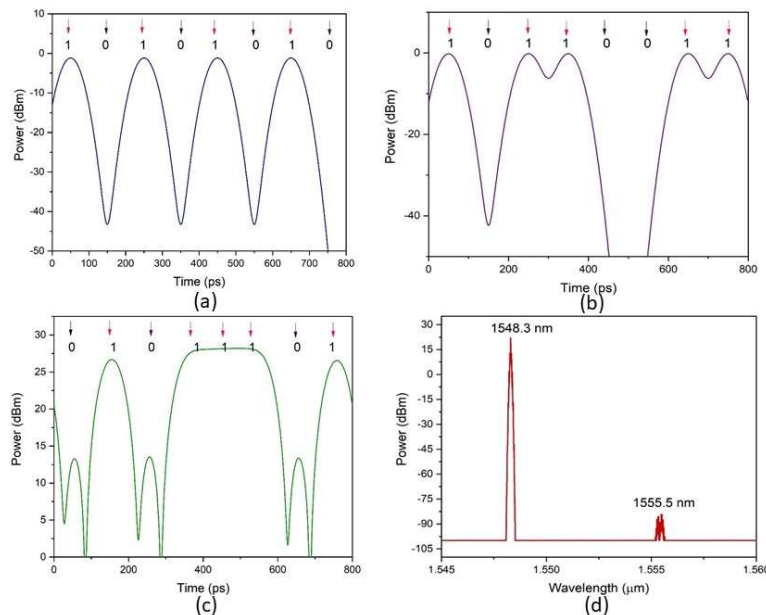 1 0 1 0 1 0 1 0
10
0
-10
-20
-30
-40
-50
Power (dBm)
0 100 200 300 400 500 600 700 800
Time (ps)
(a)
1 0 1 1 0 0 1 1
10
0
-20
-40
Power (dBm)
0 200 400 600 800
Time (ps)
(b)
0 1 0 1 1 1 0 1
30
25
20
15
10
5
0
Power (dBm)
0 200 400 600 800
Time (ps)
(c)
1548.3 nm
1555.5 nm
30
15
0
-15
-30
-45
-60
-75
-90
-105
Power (dBm)
1.545 1.550 1.555 1.560
Wavelength (μm)
(d)